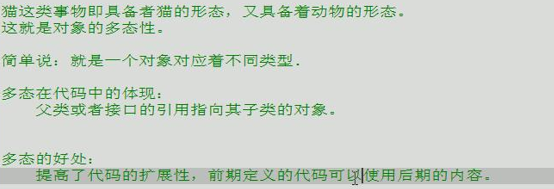 猫这类事物即具备者猫的形态，又具备着动物的形态。
这就是对象的多态性。
简单说：就是一个对象对应着不同类型.
多态在代码中的体现：
父类或者接口的引用指向其子类的对象。
多态的好处：
提高了代码的扩展性，前期定义的代码可以使用后期的内容。